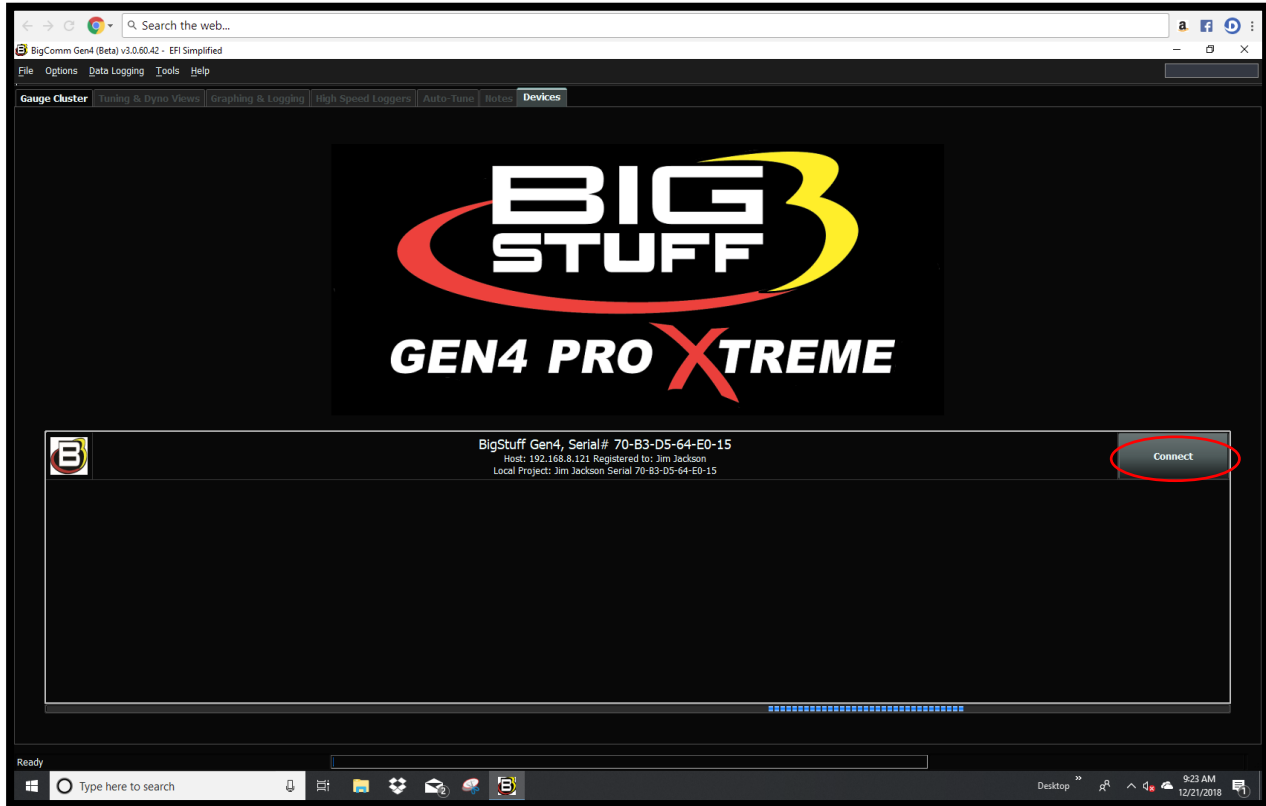 Search the web...
BigComm Gen4 (Beta) v3.0.60.42 - EFI Simplified
File Options Data Logging Tools Help
Gauge Cluster Tuning & Dyno Views Graphing & Logging High Speed Loggers Auto-Tune Notes Devices
BIG 3
STUFF
GEN4 PRO XTREME
BigStuff Gen4, Serial# 70-B3-D5-64-E0-15
Host: 192.168.8.121 Registered to: Jim Jackson
Local Project: Jim Jackson Serial 70-B3-D5-64-E0-15
Connect
Ready
Type here to search
2
Desktop
9:23 AM
12/21/2018
1